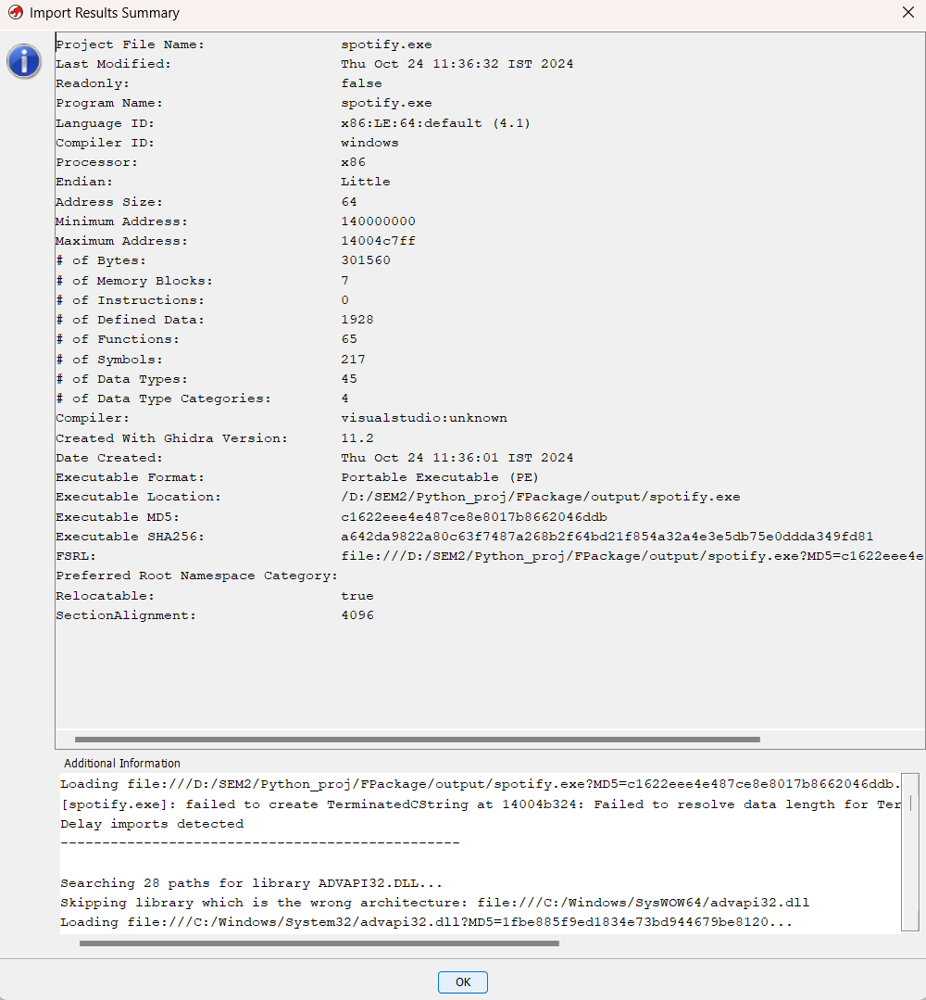 Import Results Summary
Project File Name: spotify.exe
Last Modified: Thu Oct 24 11:36:32 IST 2024
Readonly: false
Program Name: spotify.exe
Language ID: x86:LE:64:default (4.1)
Compiler ID: windows
Processor: x86
Endian: Little
Address Size: 64
Minimum Address: 140000000
Maximum Address: 14004c7ff
# of Bytes: 301560
# of Memory Blocks: 7
# of Instructions: 0
# of Defined Data: 1928
# of Functions: 65
# of Symbols: 217
# of Data Types: 45
# of Data Type Categories: 4
Compiler: visualstudio:unknown
Created With Ghidra Version: 11.2
Date Created: Thu Oct 24 11:36:01 IST 2024
Executable Format: Portable Executable (PE)
Executable Location: /D:/SEM2/Python_proj/FPackage/output/spotify.exe
Executable MD5: c1622eee4e487ce8e8017b8662046ddb
Executable SHA256: a642da9822a80c63f7487a268b2f64bd21f854a32a4e3e5db75e0ddda349fd81
FSRL: file:///D:/SEM2/Python_proj/FPackage/output/spotify.exe?MD5=c1622eee4e
Preferred Root Namespace Category:
Relocatable: true
SectionAlignment: 4096
Additional Information
Loading file:///D:/SEM2/Python_proj/FPackage/output/spotify.exe?MD5=c1622eee4e487ce8e8017b8662046ddb.
[spotify.exe]: failed to create TerminatedCString at 14004b324: Failed to resolve data length for Ter
Delay imports detected
------------------------------------------------
Searching 28 paths for library ADVAPI32.DLL...
Skipping library which is the wrong architecture: file:///C:/Windows/SysWOW64/advapi32.dll
Loading file:///C:/Windows/System32/advapi32.dll?MD5=1fbe885f9ed1834e73bd944679be8120...
OK